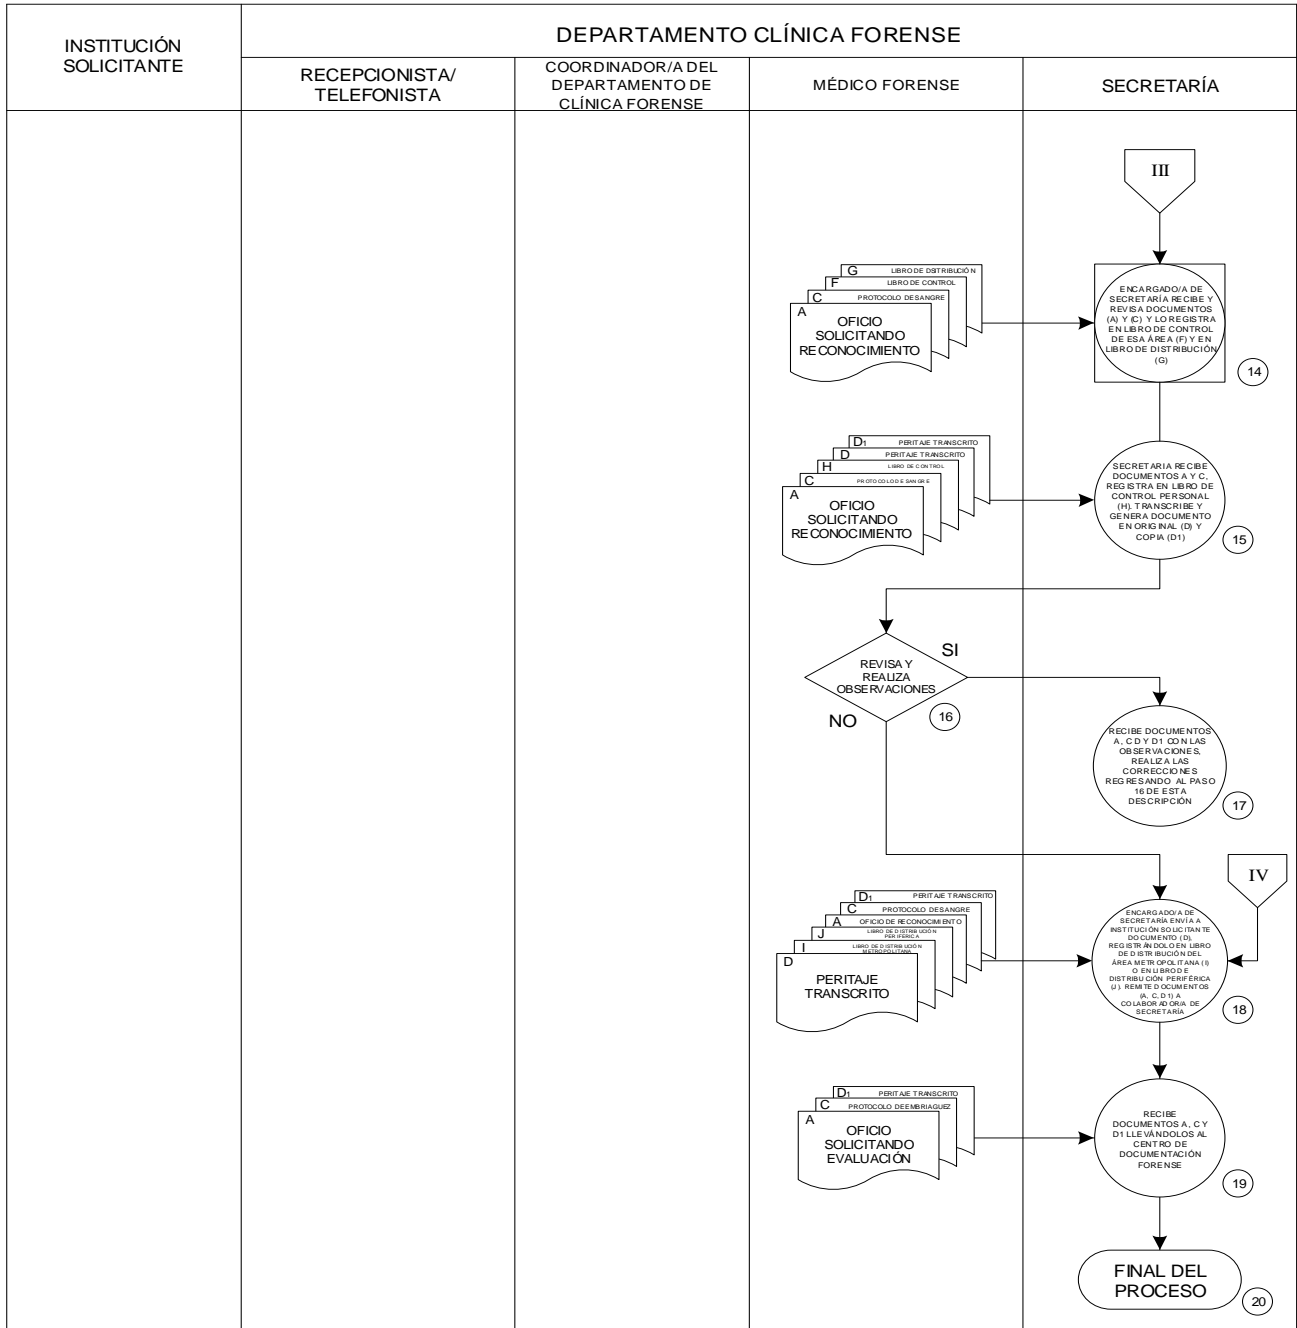 INSTITUCIÓN
SOLICITANTE
DEPARTAMENTO CLÍNICA FORENSE
RECEPCIONISTA/
TELEFONISTA
COORDINADOR/A DEL
DEPARTAMENTO DE
CLÍNICA FORENSE
MÉDICO FORENSE
SECRETARÍA
III
G LIBRO DE DSITRIBUCIÓN
F LIBRO DE CONTROL
C PROTOCOLO DE SANGRE
A
OFICIO
SOLICITANDO
RECONOCIMIENTO
ENCARGADO/A DE
SECRETARÍA RECIBE Y
REVISA DOCUMENTOS
(A) Y (C) Y LO REGISTRA
EN LIBRO DE CONTROL
DE ESA ÁREA (F) Y EN
LIBRO DE DISTRIBUCIÓN
(G)
14
D1 PERITAJE TRANSCRITO
D PERITAJE TRANSCRITO
H LIBRO DE CONTROL
C PROTOCOLO DE SANGRE
A
OFICIO
SOLICITANDO
RECONOCIMIENTO
SECRETARIA RECIBE
DOCUMENTOS A Y C,
REGISTRA EN LIBRO DE
CONTROL PERSONAL
(H). TRANSCRIBE Y
GENERA DOCUMENTO
EN ORIGINAL (D) Y
COPIA (D1)
15
REVISA Y
REALIZA
OBSERVACIONES
SI
NO
16
RECIBE DOCUMENTOS
A, C D Y D1 CON LAS
OBSERVACIONES,
REALIZA LAS
CORRECCIONES
REGRESANDO AL PASO
16 DE ESTA
DESCRIPCIÓN
17
IV
D1 PERITAJE TRANSCRITO
C PROTOCOLO DE SANGRE
A OFICIO DE RECONOCIMIENTO
J LIBRO DE DISTRIBUCIÓN
PERIFERICA
I LIBRO DE DISTRIBUCIÓN
METROPOLITANA
D
PERITAJE
TRANSCRITO
ENCARGADO/A DE
SECRETARÍA ENVÍA A
INSTITUCIÓN SOLICITANTE
DOCUMENTO (D),
REGISTRÁNDOLO EN LIBRO
DE DISTRIBUCIÓN DEL
ÁREA METROPOLITANA (I)
O EN LIBRO DE
DISTRIBUCIÓN PERIFÉRICA
(J). REMITE DOCUMENTOS
(A, C, D1) A
COLABORADOR/A DE
SECRETARÍA
18
D1 PERITAJE TRANSCRITO
C PROTOCOLO DE EMBRIAGUEZ
A
OFICIO
SOLICITANDO
EVALUACIÓN
RECIBE
DOCUMENTOS A, C Y
D1 LLEVÁNDOLOS AL
CENTRO DE
DOCUMENTACIÓN
FORENSE
19
FINAL DEL
PROCESO
20